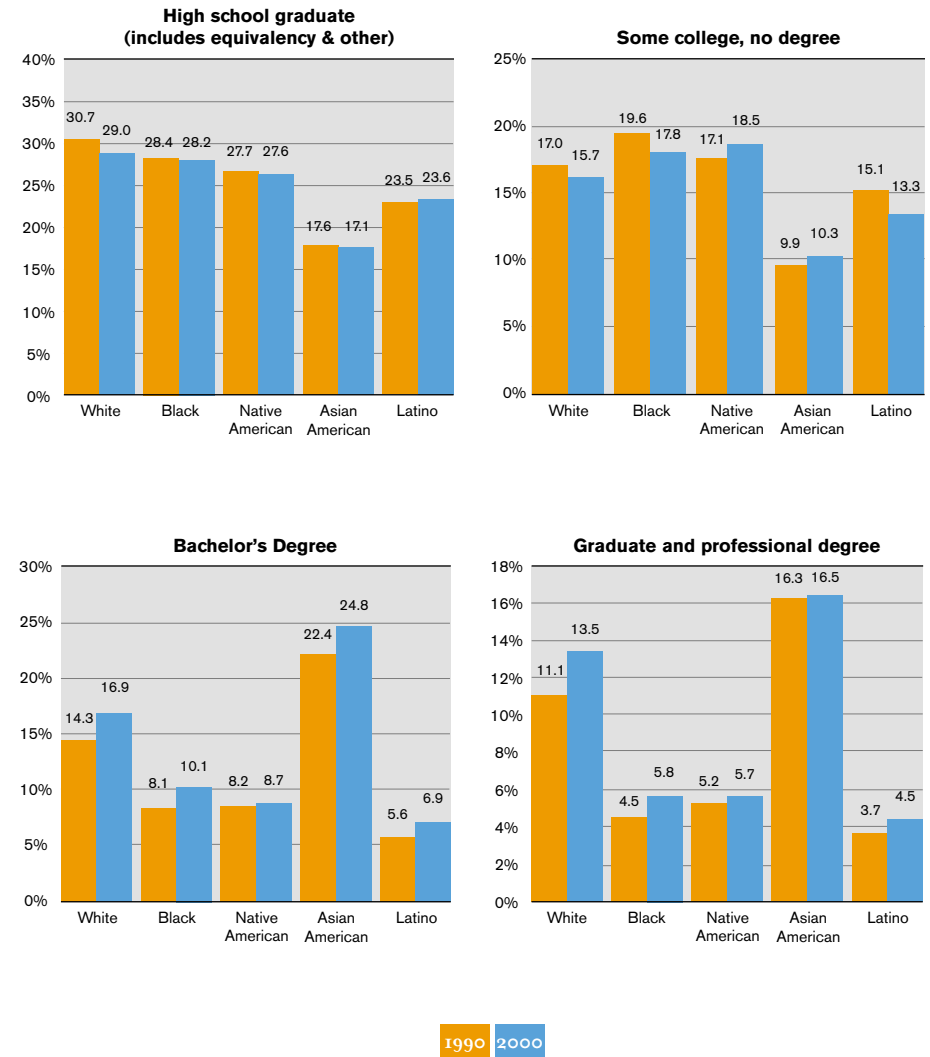 High school graduate
(includes equivalency & other)
40%
35%
30%
25%
20%
15%
10%
5%
0%
30.7
29.0
28.4
28.2
27.7
27.6
17.6
17.1
23.5
23.6
White
Black
Native
American
Asian
American
Latino
Some college, no degree
25%
20%
15%
10%
5%
0%
17.0
15.7
19.6
17.8
17.1
18.5
9.9
10.3
15.1
13.3
White
Black
Native
American
Asian
American
Latino
Bachelor’s Degree
30%
25%
20%
15%
10%
5%
0%
14.3
16.9
8.1
10.1
8.2
8.7
22.4
24.8
5.6
6.9
White
Black
Native
American
Asian
American
Latino
Graduate and professional degree
18%
16%
14%
12%
10%
8%
6%
4%
2%
0%
11.1
13.5
4.5
5.8
5.2
5.7
16.3
16.5
3.7
4.5
White
Black
Native
American
Asian
American
Latino
1990
2000